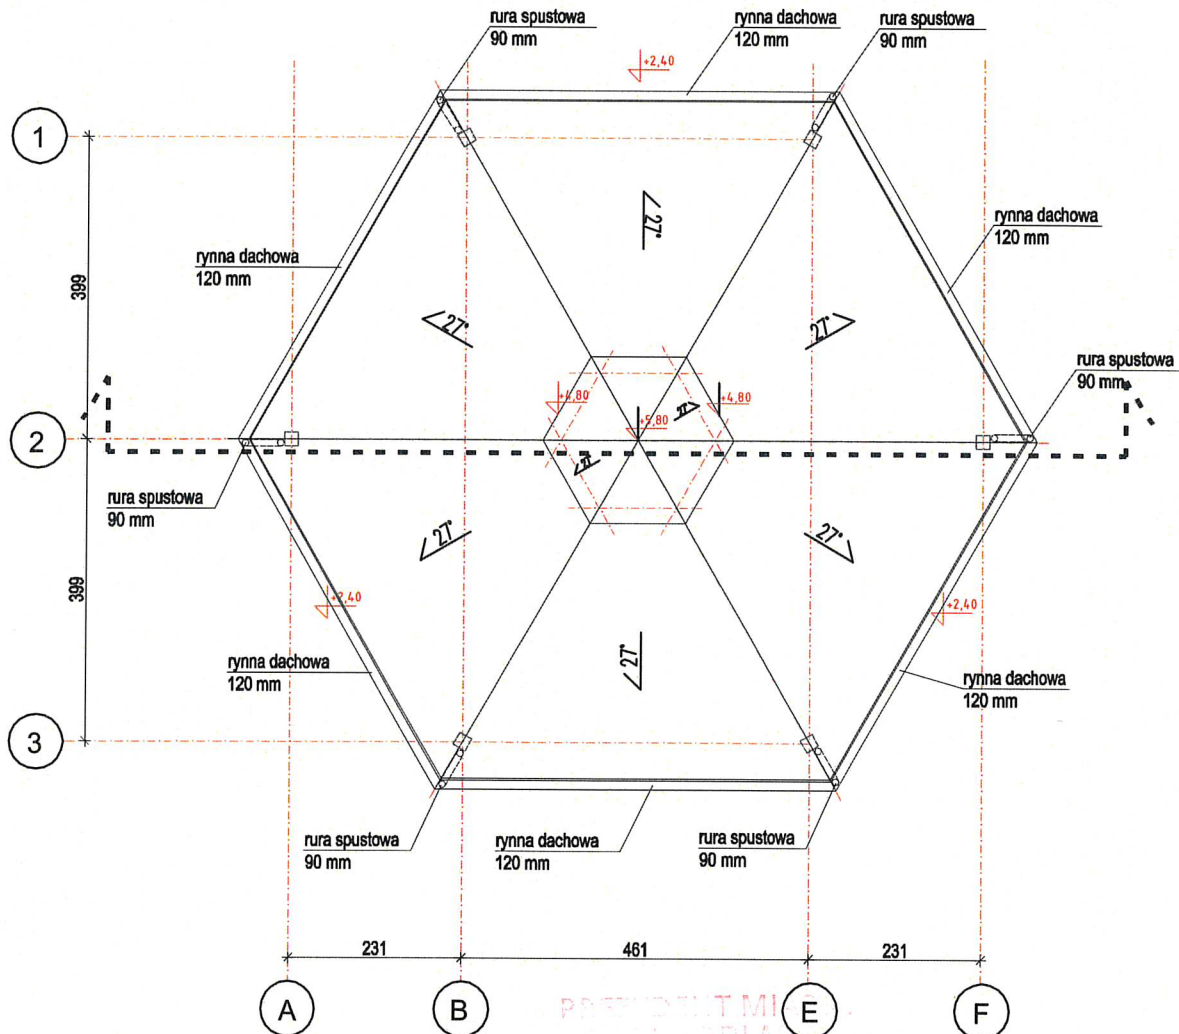 rura spustowa
90 mm
rynna dachowa
120 mm
rura spustowa
90 mm
+2,40
1
27°
rynna dachowa
120 mm
rynna dachowa
120 mm
399
27°
27°
rura spustowa
90 mm
+4,80
+4,80
+5,80
2
rura spustowa
90 mm
27°
27°
399
+2,40
+2,40
27°
rynna dachowa
120 mm
rynna dachowa
120 mm
3
rura spustowa
90 mm
rynna dachowa
120 mm
rura spustowa
90 mm
231
461
231
A
B
E
F